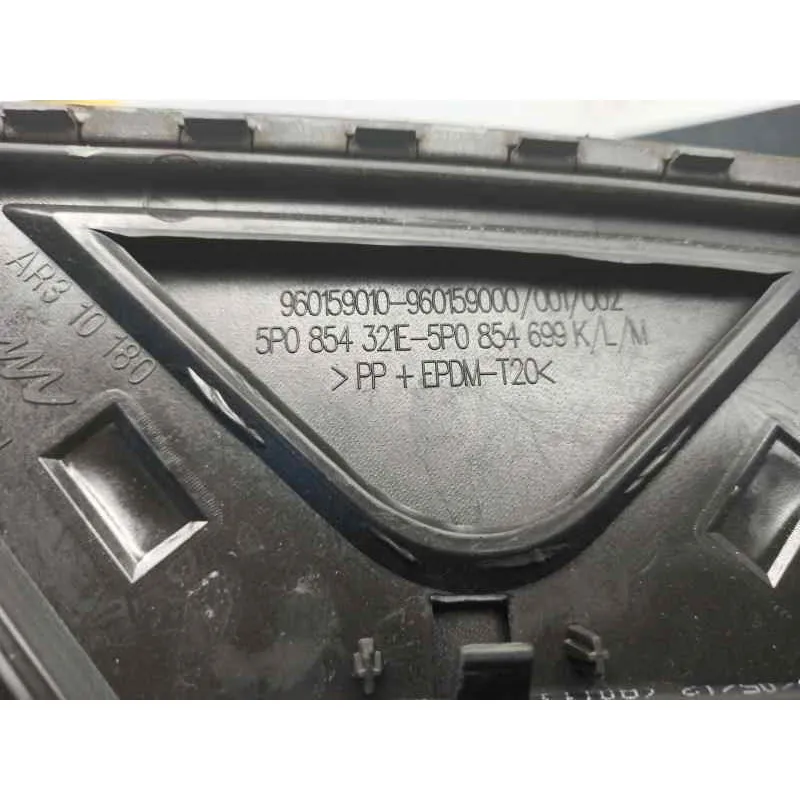 960159010-960159000/001/002
5P0 854 321E-5P0 854 699 K/L/M
>PP + EPDM-T20<
AR3 10 180